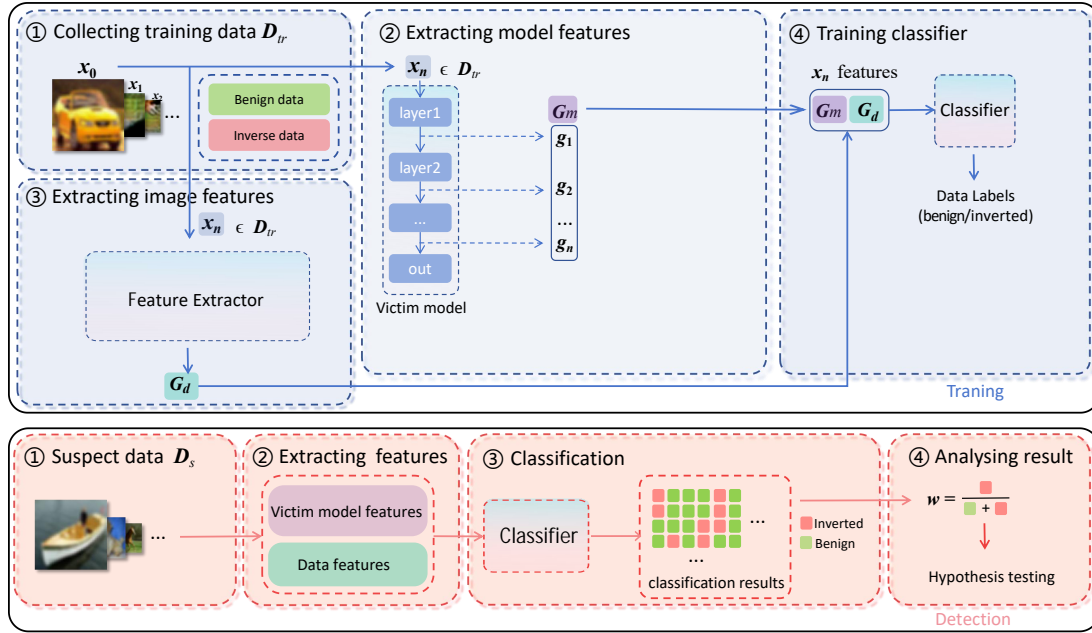 ① Collecting training data D_tr
x_0
x_1
x_2
...
Benign data
Inverse data
② Extracting model features
x_n ϵ D_tr
layer1
layer2
...
out
Victim model
G_m
g_1
g_2
...
g_n
③ Extracting image features
x_n ϵ D_tr
Feature Extractor
G_d
④ Training classifier
x_n features
G_m G_d
Classifier
Data Labels
(benign/inverted)
Traning
① Suspect data D_s
...
② Extracting features
Victim model features
Data features
③ Classification
Classifier
...
...
classification results
Inverted
Benign
④ Analysing result
w =
+
Hypothesis testing
Detection